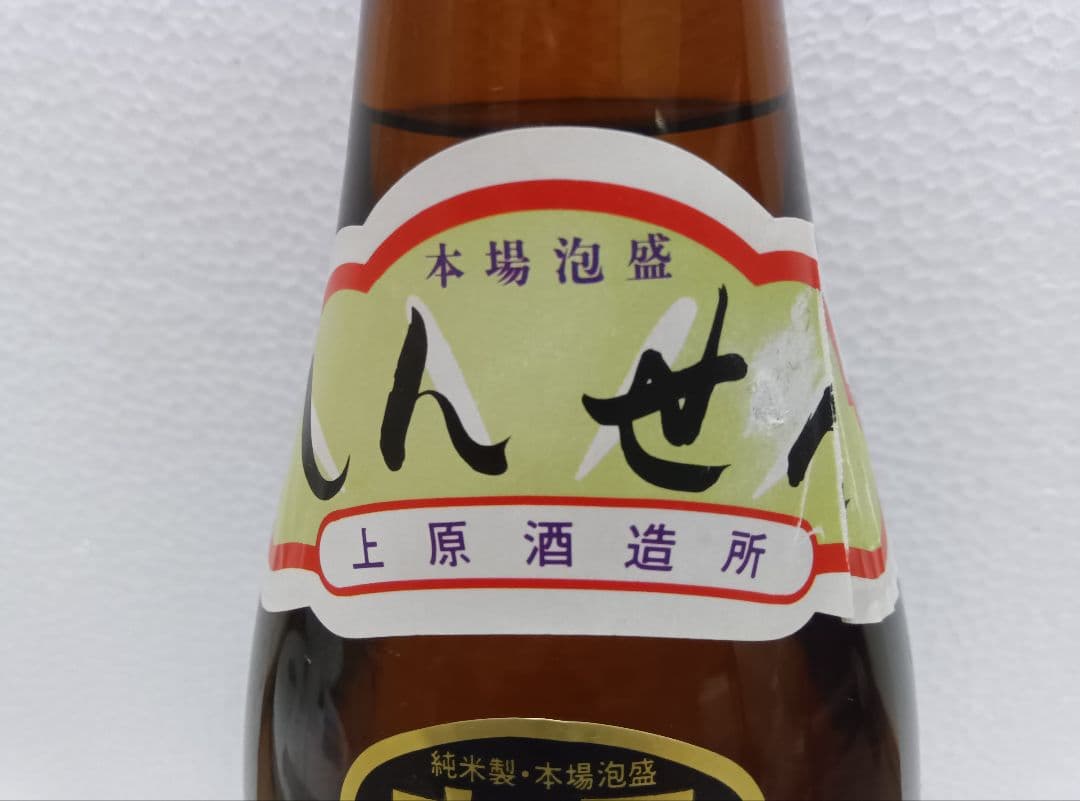 本場泡盛
しんせん
上原酒造所
純米製・本場泡盛